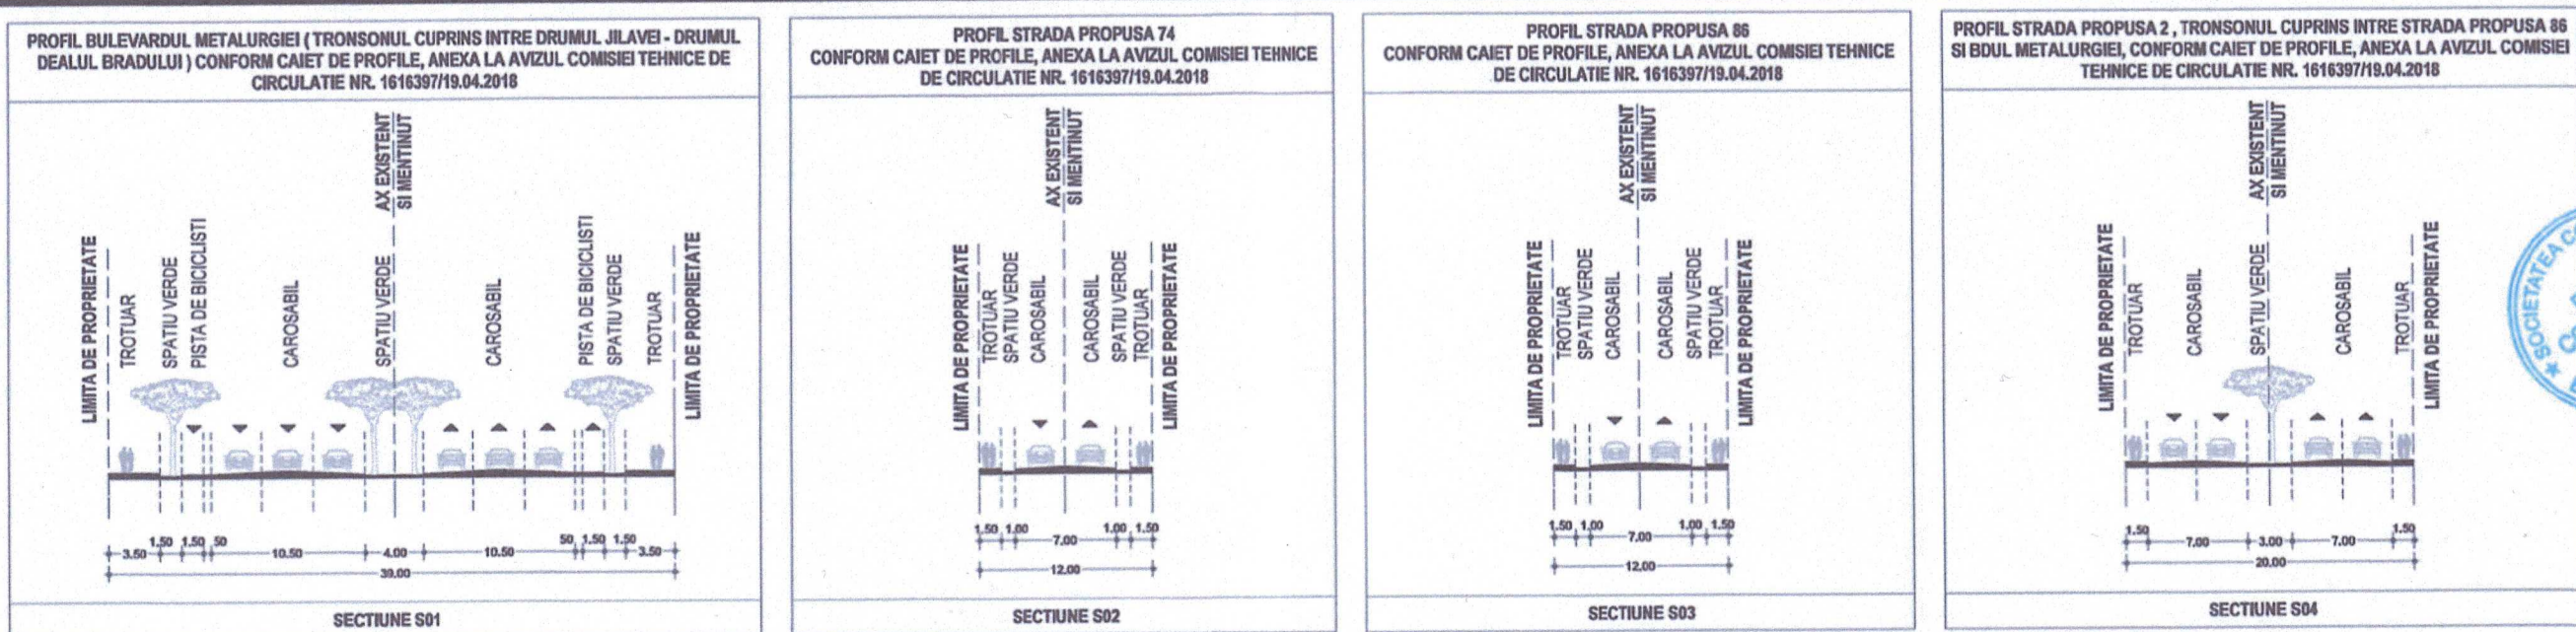 PROFIL BULEVARDUL METALURGIEI ( TRONSONUL CUPRINS INTRE DRUMUL JILAVEI - DRUMUL
DEALUL BRADULUI ) CONFORM CAIET DE PROFILE, ANEXA LA AVIZUL COMISIEI TEHNICE DE
CIRCULATIE NR. 1616397/19.04.2018
AX EXISTENT
SI MENTINUT
LIMITA DE PROPRIETATE
TROTUAR
SPATIU VERDE
PISTA DE BICICLISTI
CAROSABIL
SPATIU VERDE
CAROSABIL
PISTA DE BICICLISTI
SPATIU VERDE
TROTUAR
LIMITA DE PROPRIETATE
3.50 1.50 1.50 50 10.50 4.00 10.50 50 1.50 1.50 3.50
39.00
SECTIUNE S01
PROFIL STRADA PROPUSA 74
CONFORM CAIET DE PROFILE, ANEXA LA AVIZUL COMISIEI TEHNICE
DE CIRCULATIE NR. 1616397/19.04.2018
AX EXISTENT
SI MENTINUT
LIMITA DE PROPRIETATE
TROTUAR
SPATIU VERDE
CAROSABIL
CAROSABIL
SPATIU VERDE
TROTUAR
LIMITA DE PROPRIETATE
1.50 1.00 7.00 1.00 1.50
12.00
SECTIUNE S02
PROFIL STRADA PROPUSA 86
CONFORM CAIET DE PROFILE, ANEXA LA AVIZUL COMISIEI TEHNICE
DE CIRCULATIE NR. 1616397/19.04.2018
AX EXISTENT
SI MENTINUT
LIMITA DE PROPRIETATE
TROTUAR
SPATIU VERDE
CAROSABIL
CAROSABIL
SPATIU VERDE
TROTUAR
LIMITA DE PROPRIETATE
1.50 1.00 7.00 1.00 1.50
12.00
SECTIUNE S03
PROFIL STRADA PROPUSA 2 , TRONSONUL CUPRINS INTRE STRADA PROPUSA 86
SI BDUL METALURGIEI, CONFORM CAIET DE PROFILE, ANEXA LA AVIZUL COMISIEI
TEHNICE DE CIRCULATIE NR. 1616397/19.04.2018
AX EXISTENT
SI MENTINUT
LIMITA DE PROPRIETATE
TROTUAR
CAROSABIL
SPATIU VERDE
CAROSABIL
TROTUAR
LIMITA DE PROPRIETATE
1.50 7.00 3.00 7.00 1.50
20.00
SECTIUNE S04
SOCIETATEA